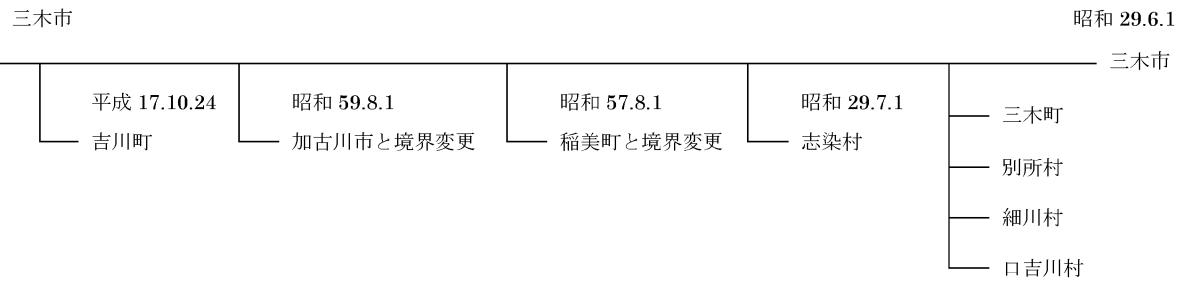 三木市
昭和 29.6.1
三木市
平成 17.10.24
吉川町
昭和 59.8.1
加古川市と境界変更
昭和 57.8.1
稲美町と境界変更
昭和 29.7.1
志染村
三木町
別所村
細川村
口吉川村